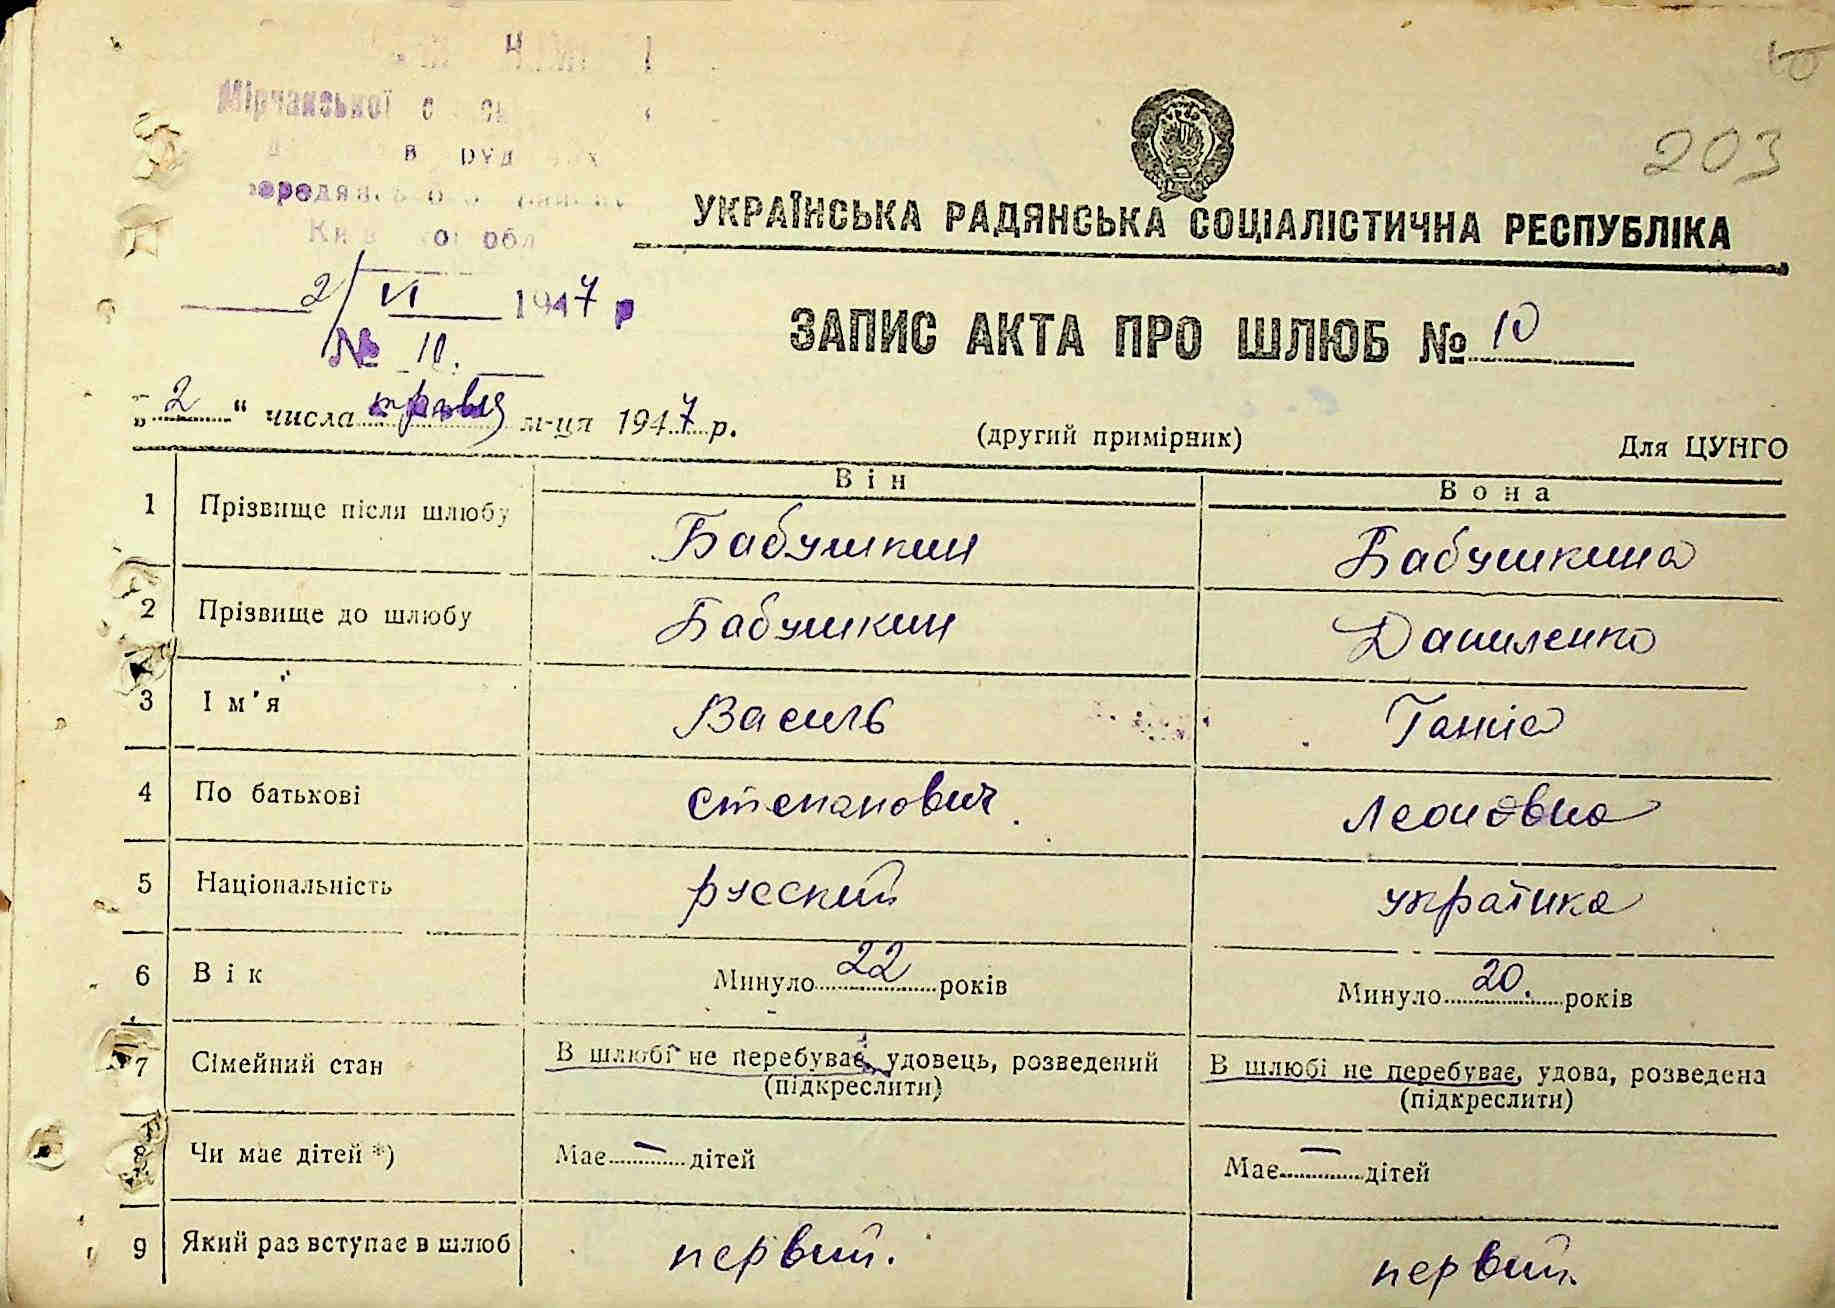 Мірчанської
203
УКРАЇНСЬКА РАДЯНСЬКА СОЦІАЛІСТИЧНА РЕСПУБЛІКА
2/VI 1947 р
№ 10.
ЗАПИС АКТА ПРО ШЛЮБ № 10
„2“ числа травня м-ця 1947 р.
(другий примірник)
Для ЦУНГО
Він
Вона
1 Прізвище після шлюбу Бабушкин Бабушкина
2 Прізвище до шлюбу Бабушкин Даниленко
3 Ім'я Василь Ганна
4 По батькові Степанович. Леоновна
5 Національність русский українка
6 Вік Минуло 22 років Минуло 20. років
7 Сімейний стан В шлюбі не перебуває, удовець, розведений В шлюбі не перебуває, удова, розведена
(підкреслити) (підкреслити)
8 Чи має дітей *) Має — дітей Має — дітей
9 Який раз вступає в шлюб первий. первий.